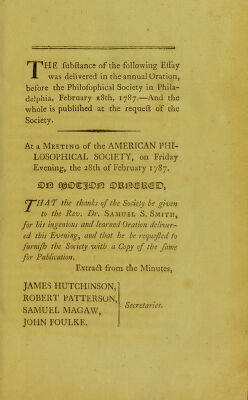 THE substance of the following Essay
was delivered in the annual Oration,
before the Philosophical Society in Phila-
delphia, February 28th, 1787.—And the
whole is published at the request of the
Society.
At a MEETING of the AMERICAN PHI-
LOSOPHICAL SOCIETY, on Friday
Evening, the 28th of February 1787.
ON MOTION ORDERED,
THAT the thanks of the Society be given
to the Rev. Dr. SAMUEL S. SMITH,
for his ingenious and learned Oration deliver-
ed this Evening, and that he be requested to
furnish the Society with a Copy of the same
for Publication.
Extract from the Minutes,
JAMES HUTCHINSON,
ROBERT PATTERSON,
SAMUEL MAGAW,
JOHN FOULKE.
Secretaries.